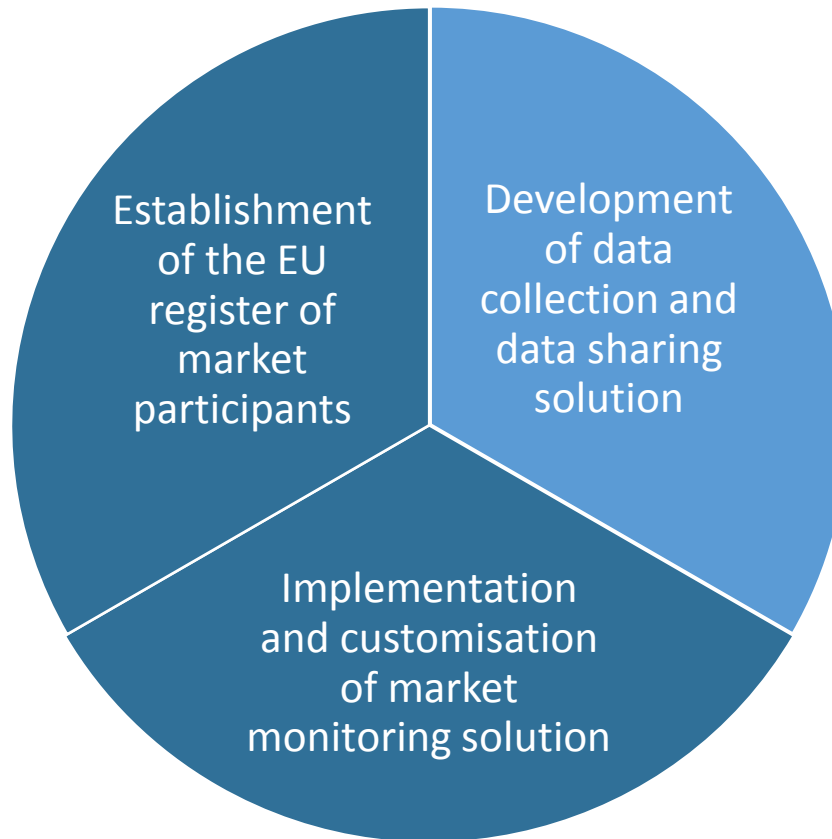 Establishment
of the EU
register of
market
participants
Development
of data
collection and
data sharing
solution
Implementation
and customisation
of market
monitoring solution